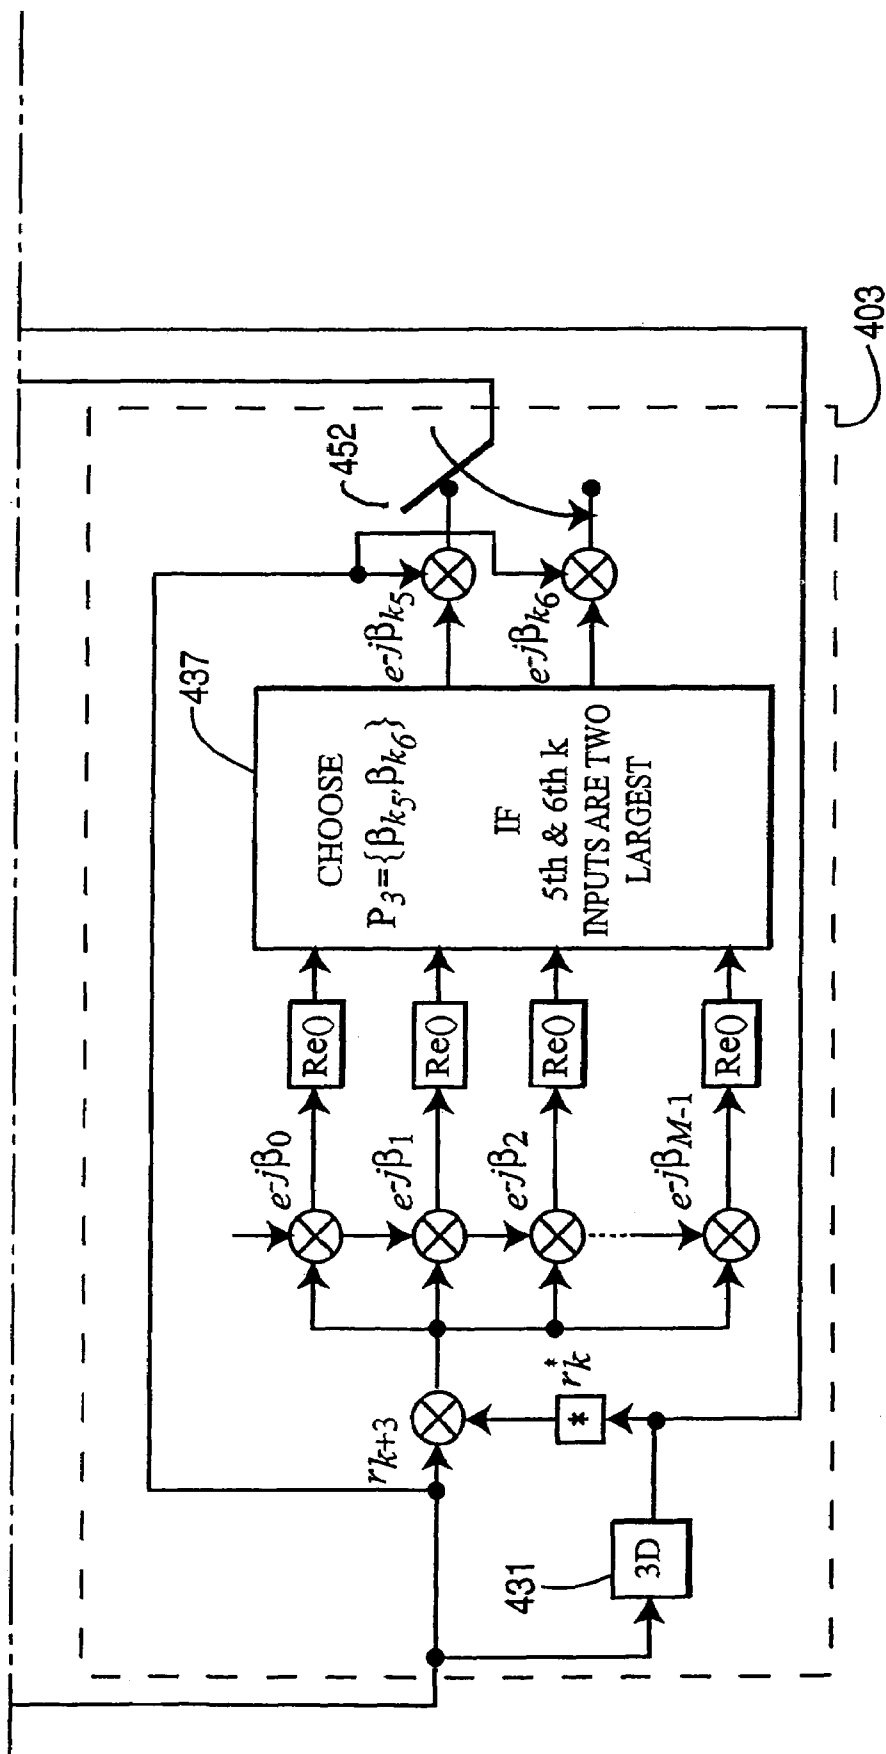 403
452
437
e-jβk5
e-jβk6
CHOOSE
P3={βk5,βk6}
IF
5th & 6th k
INPUTS ARE TWO
LARGEST
Re()
Re()
Re()
Re()
e-jβ0
e-jβ1
e-jβ2
e-jβM-1
rk+3
*
r*k
431
3D